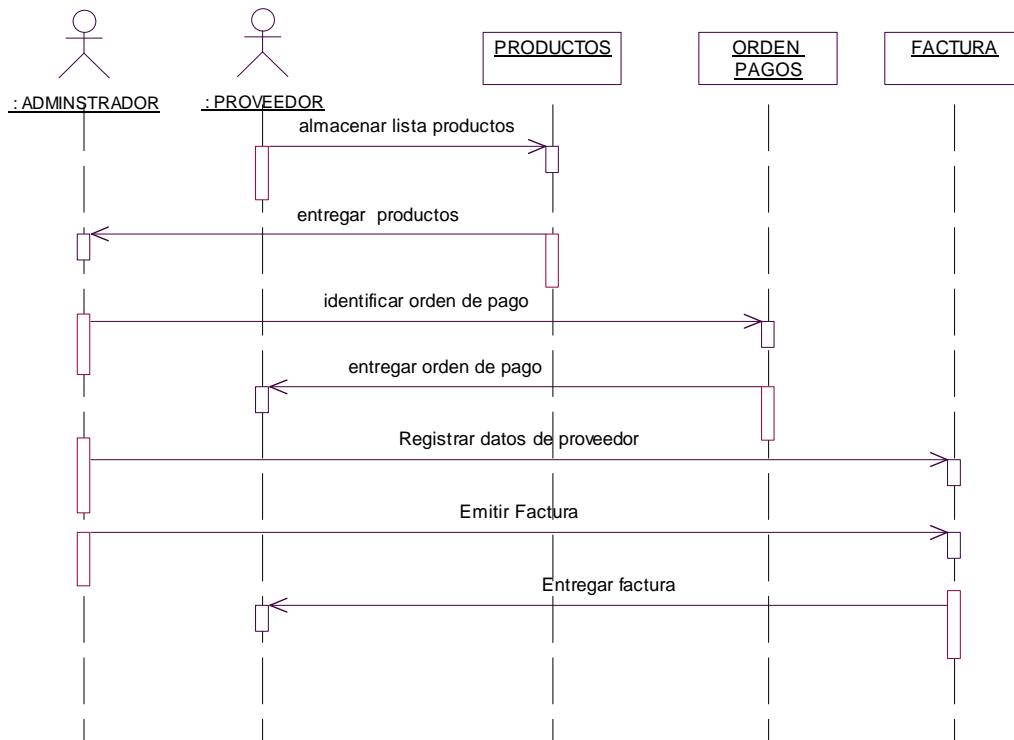 PRODUCTOS
ORDEN
PAGOS
FACTURA
: ADMINSTRADOR
: PROVEEDOR
almacenar lista productos
entregar productos
identificar orden de pago
entregar orden de pago
Registrar datos de proveedor
Emitir Factura
Entregar factura